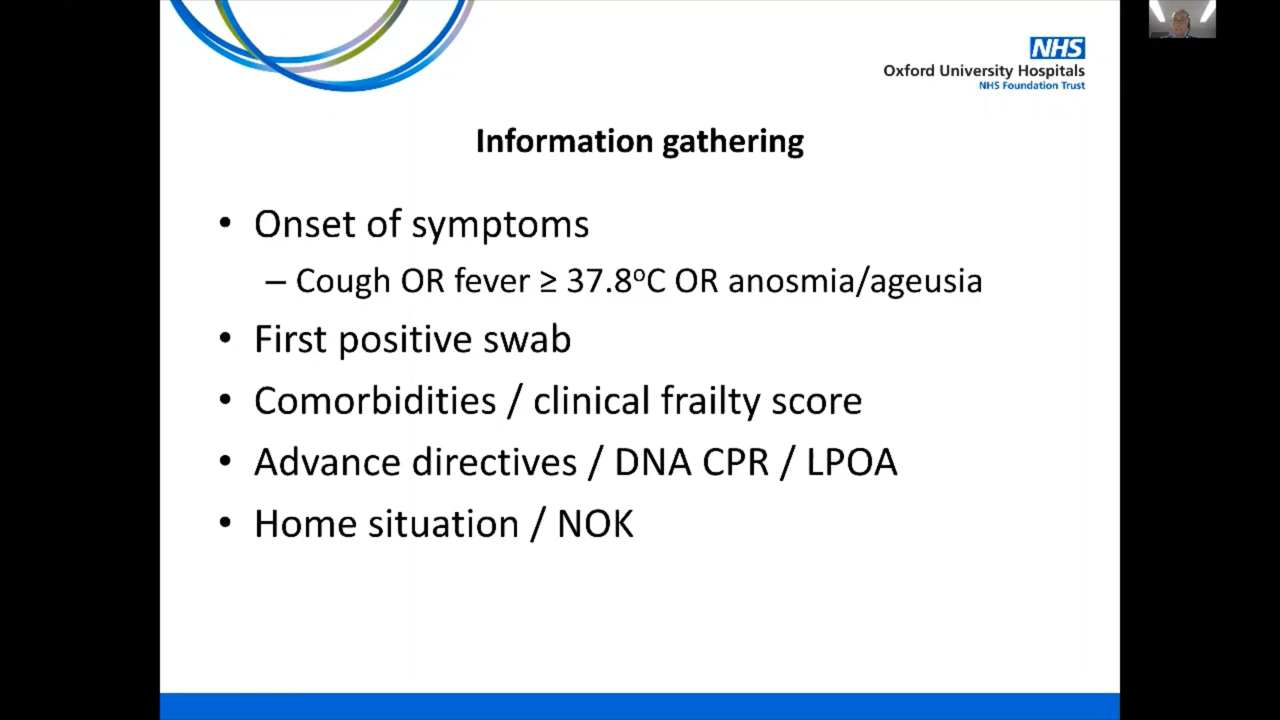 NHS
Oxford University Hospitals
NHS Foundation Trust
Information gathering
• Onset of symptoms
– Cough OR fever ≥ 37.8ºC OR anosmia/ageusia
• First positive swab
• Comorbidities / clinical frailty score
• Advance directives / DNA CPR / LPOA
• Home situation / NOK